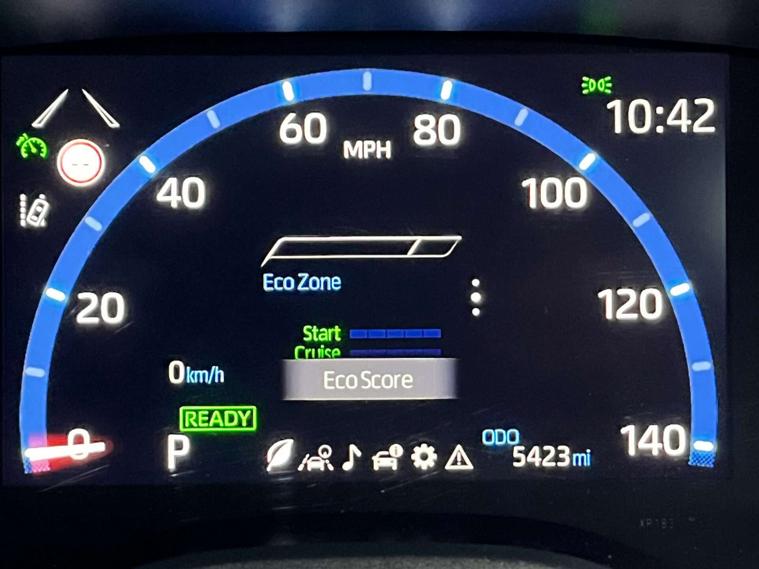 10:42
60
MPH
80
40
100
Eco Zone
20
120
Start
Cruise
0km/h
Eco Score
READY
0
P
ODO
5423mi
140